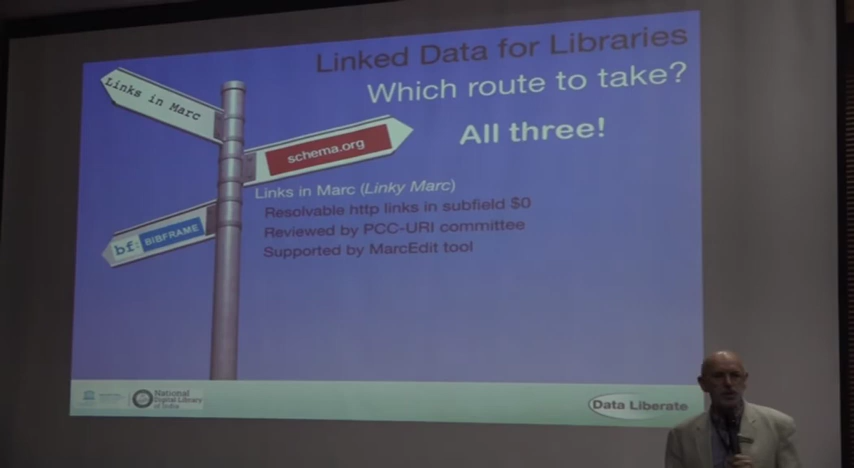 Linked Data for Libraries
Which route to take?
All three!
Links in Marc
schema.org
Links in Marc (Linky Marc)
Resolvable http links in subfield $0
Reviewed by PCC-URI committee
Supported by MarcEdit tool
bf: BIBFRAME
National
Digital Library
of India
Data Liberate